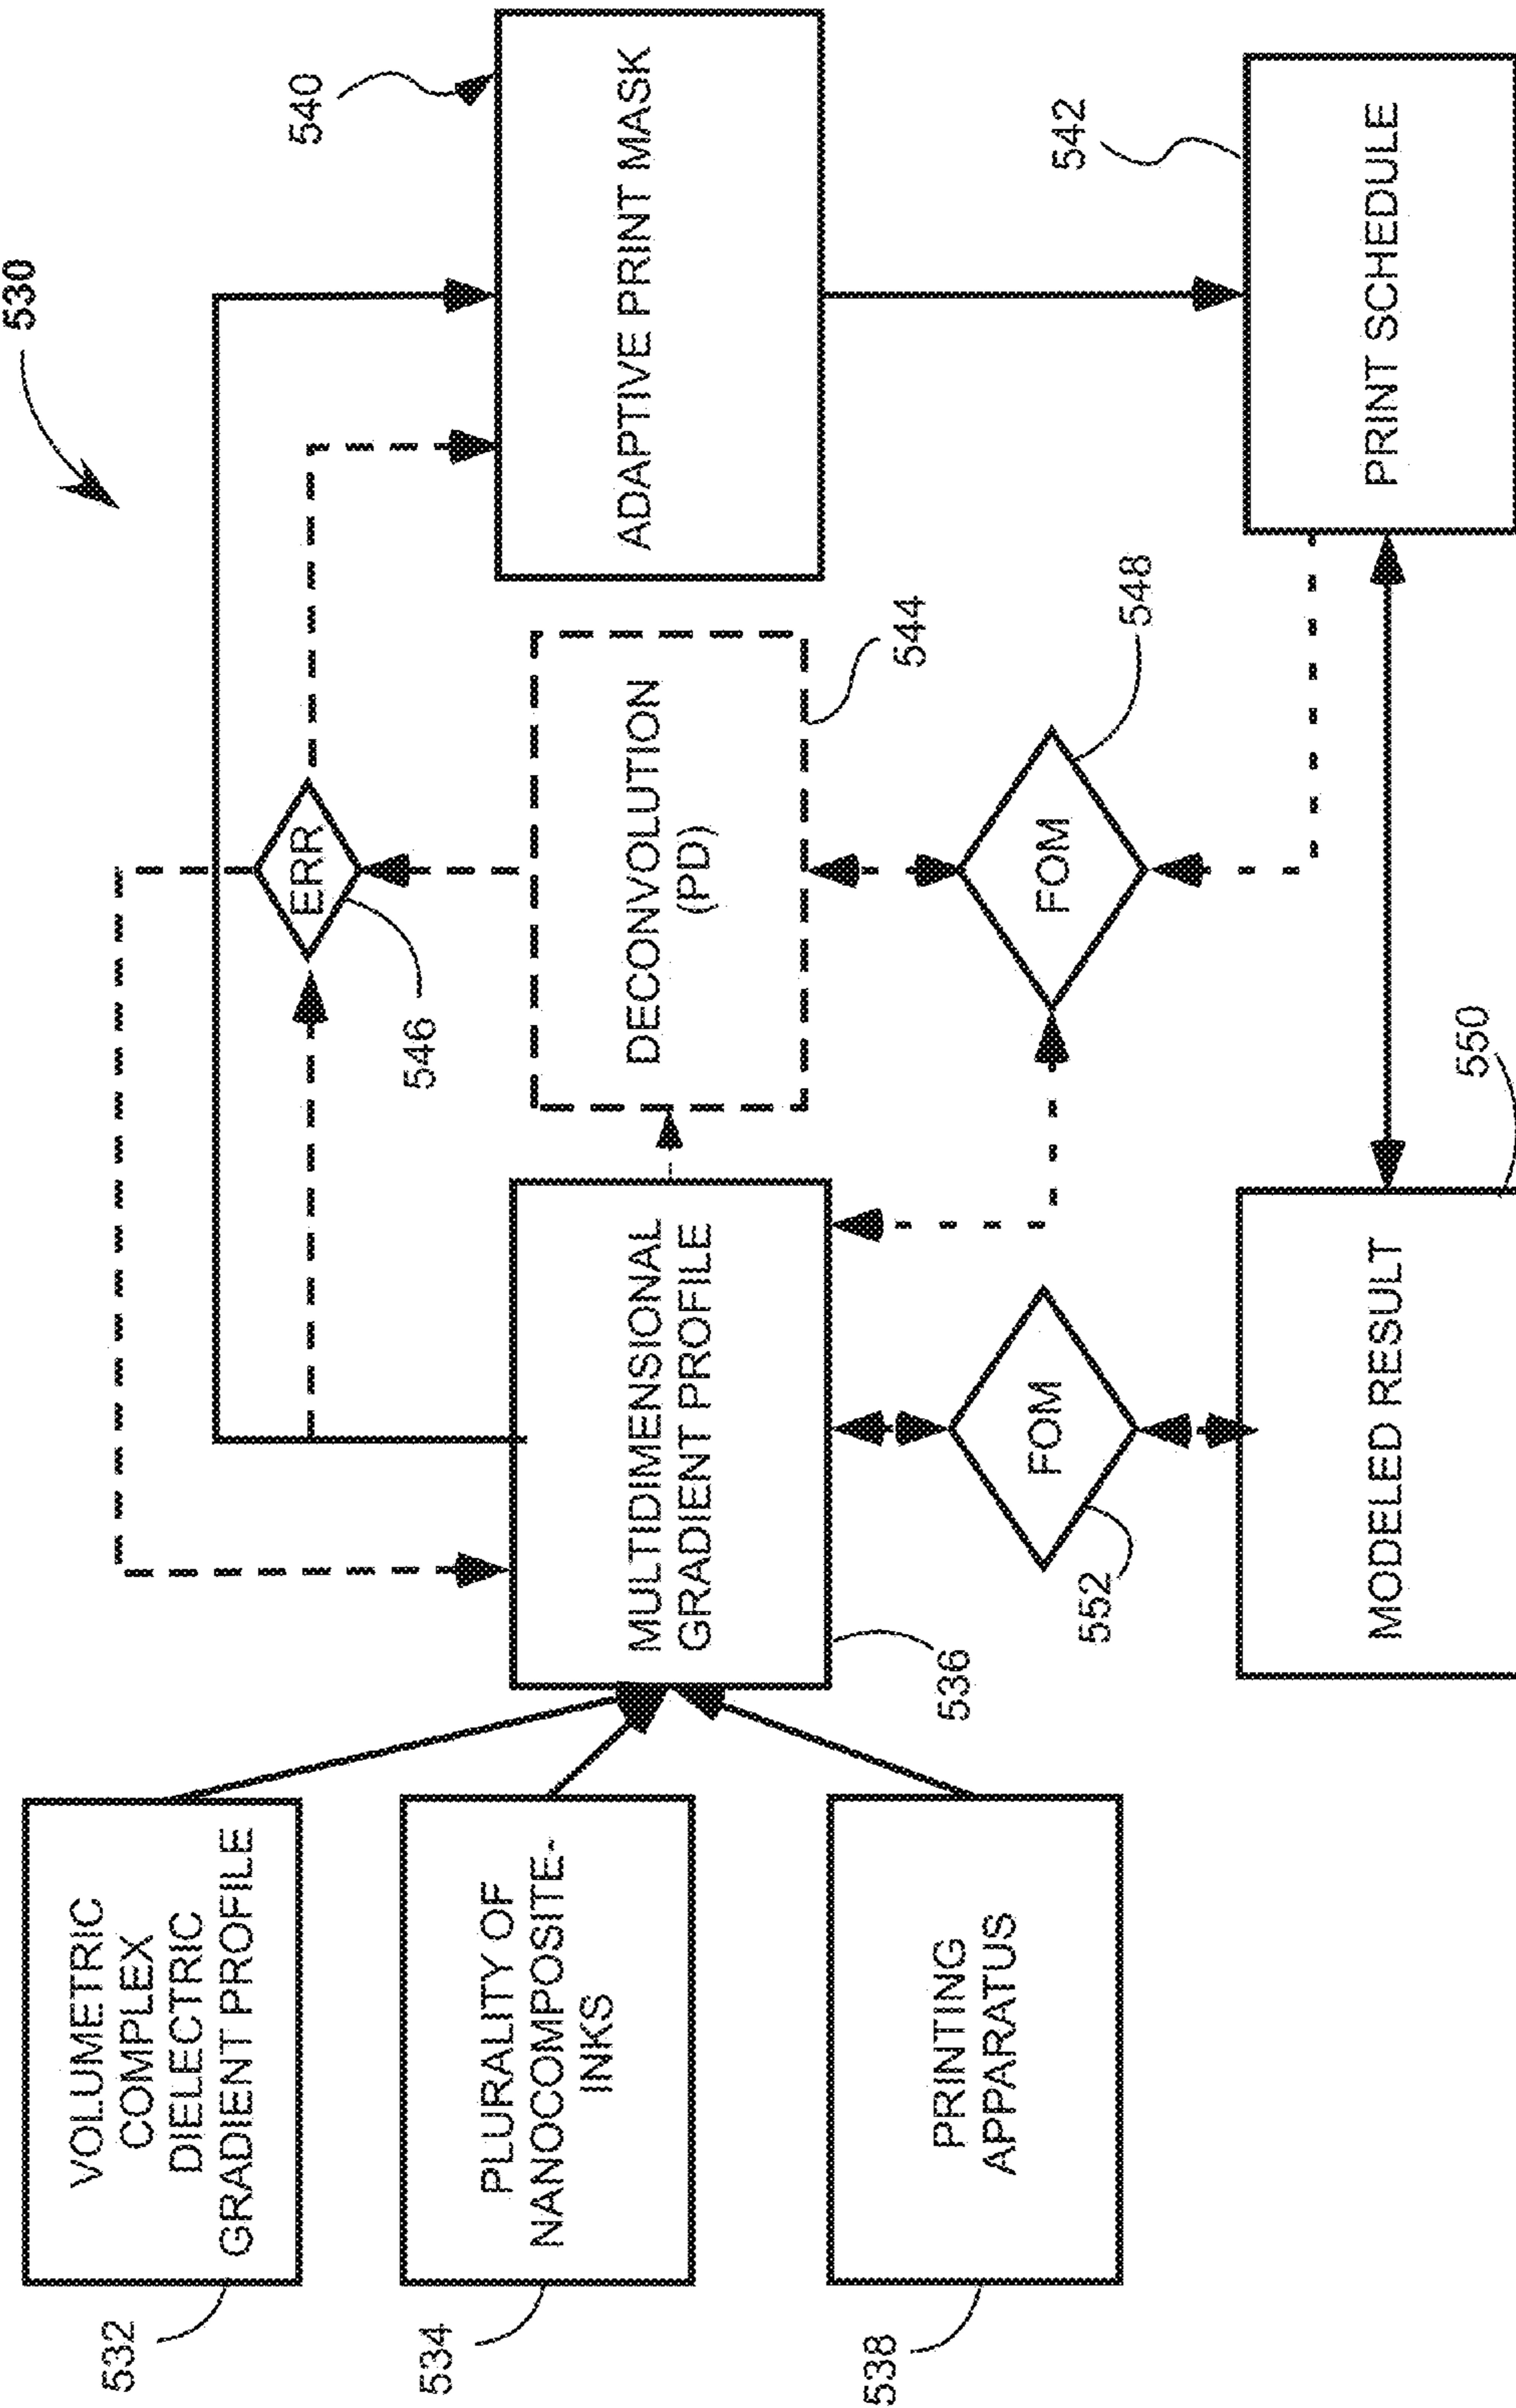 530
532
VOLUMETRIC
COMPLEX
DIELECTRIC
GRADIENT PROFILE
534
PLURALITY OF
NANOCOMPOSITE-
INKS
538
PRINTING
APPARATUS
MULTIDIMENSIONAL
GRADIENT PROFILE
536
ERR
546
DECONVOLUTION
(PD)
544
540
ADAPTIVE PRINT MASK
FOM
552
FOM
548
MODELED RESULT
550
542
PRINT SCHEDULE